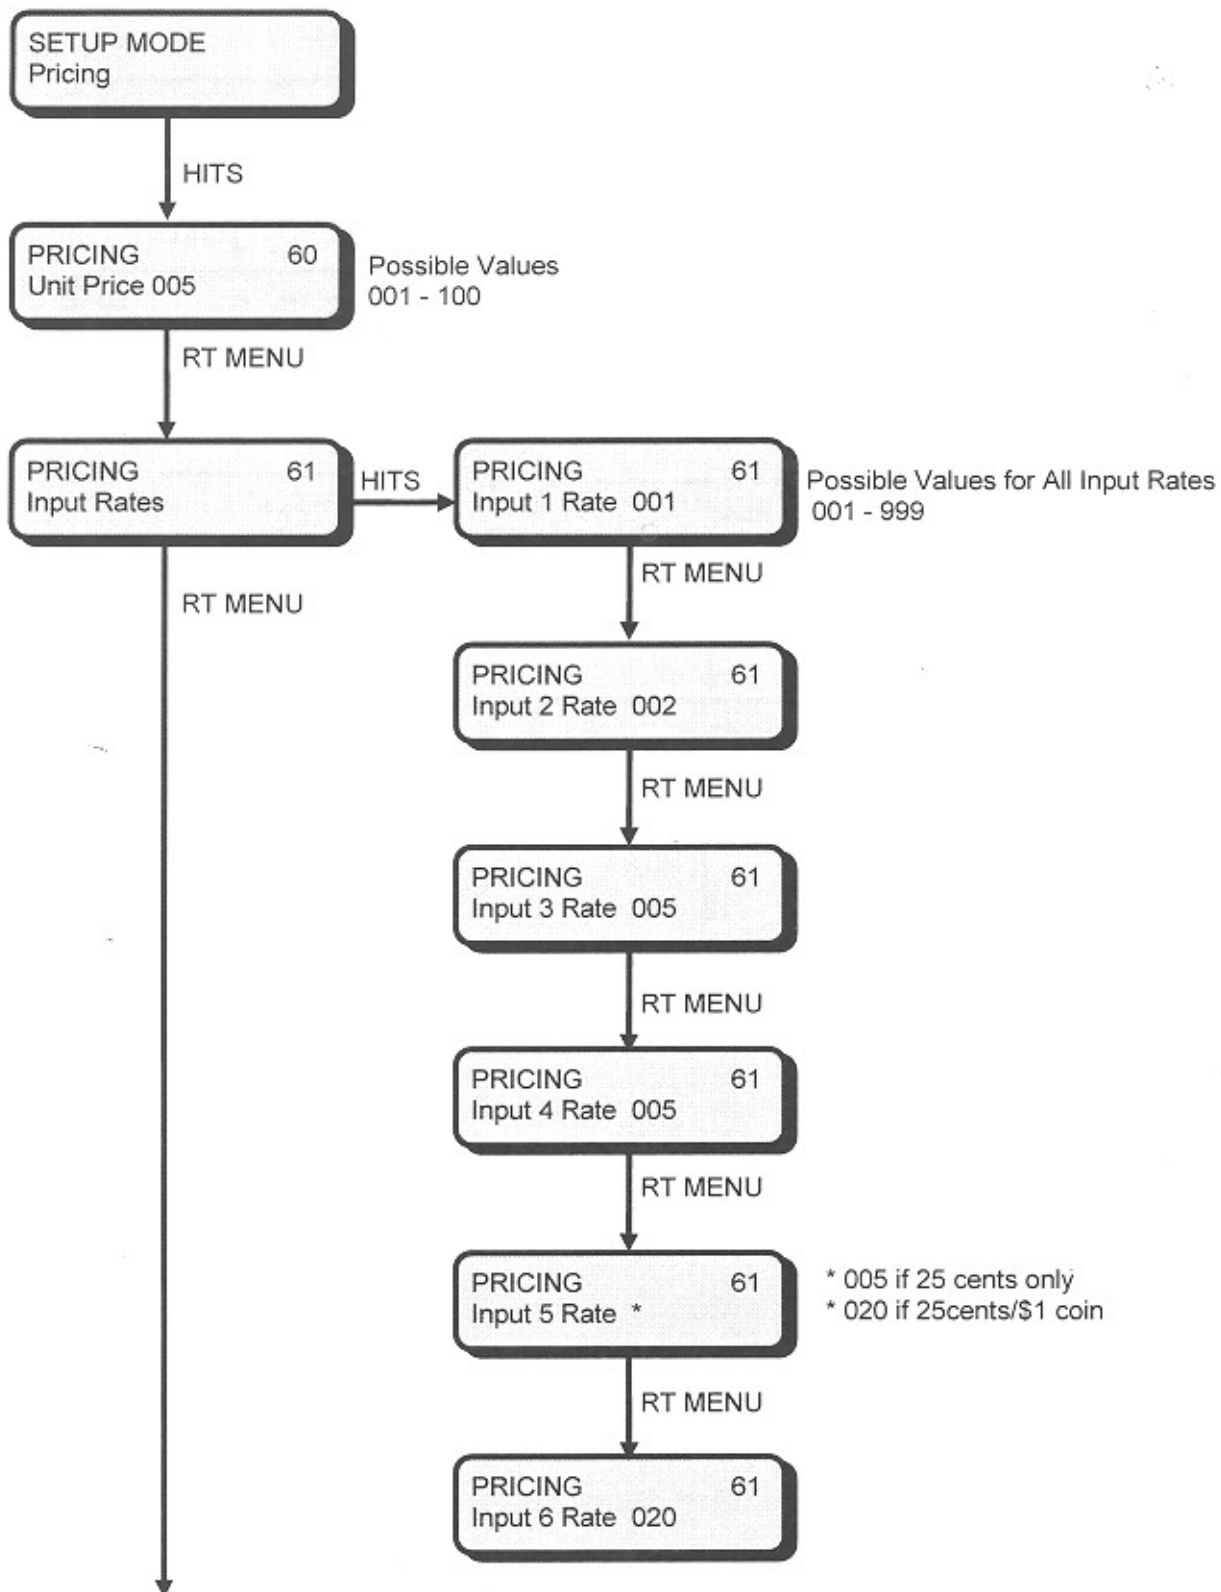 SETUP MODE
Pricing
HITS
PRICING 60
Unit Price 005
Possible Values
001 - 100
RT MENU
PRICING 61
Input Rates
HITS
PRICING 61
Input 1 Rate 001
Possible Values for All Input Rates
001 - 999
RT MENU
RT MENU
PRICING 61
Input 2 Rate 002
RT MENU
PRICING 61
Input 3 Rate 005
RT MENU
PRICING 61
Input 4 Rate 005
RT MENU
PRICING 61
Input 5 Rate *
* 005 if 25 cents only
* 020 if 25cents/$1 coin
RT MENU
PRICING 61
Input 6 Rate 020